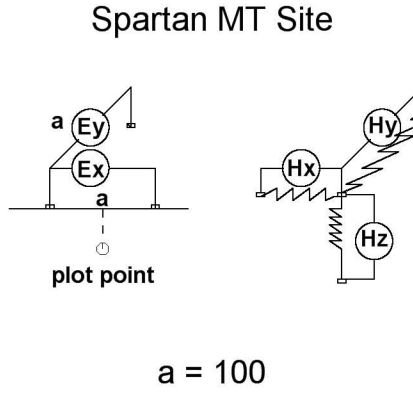 Spartan MT Site
a Ey Hy
Ex Hx
a
Hz
plot point
a = 100